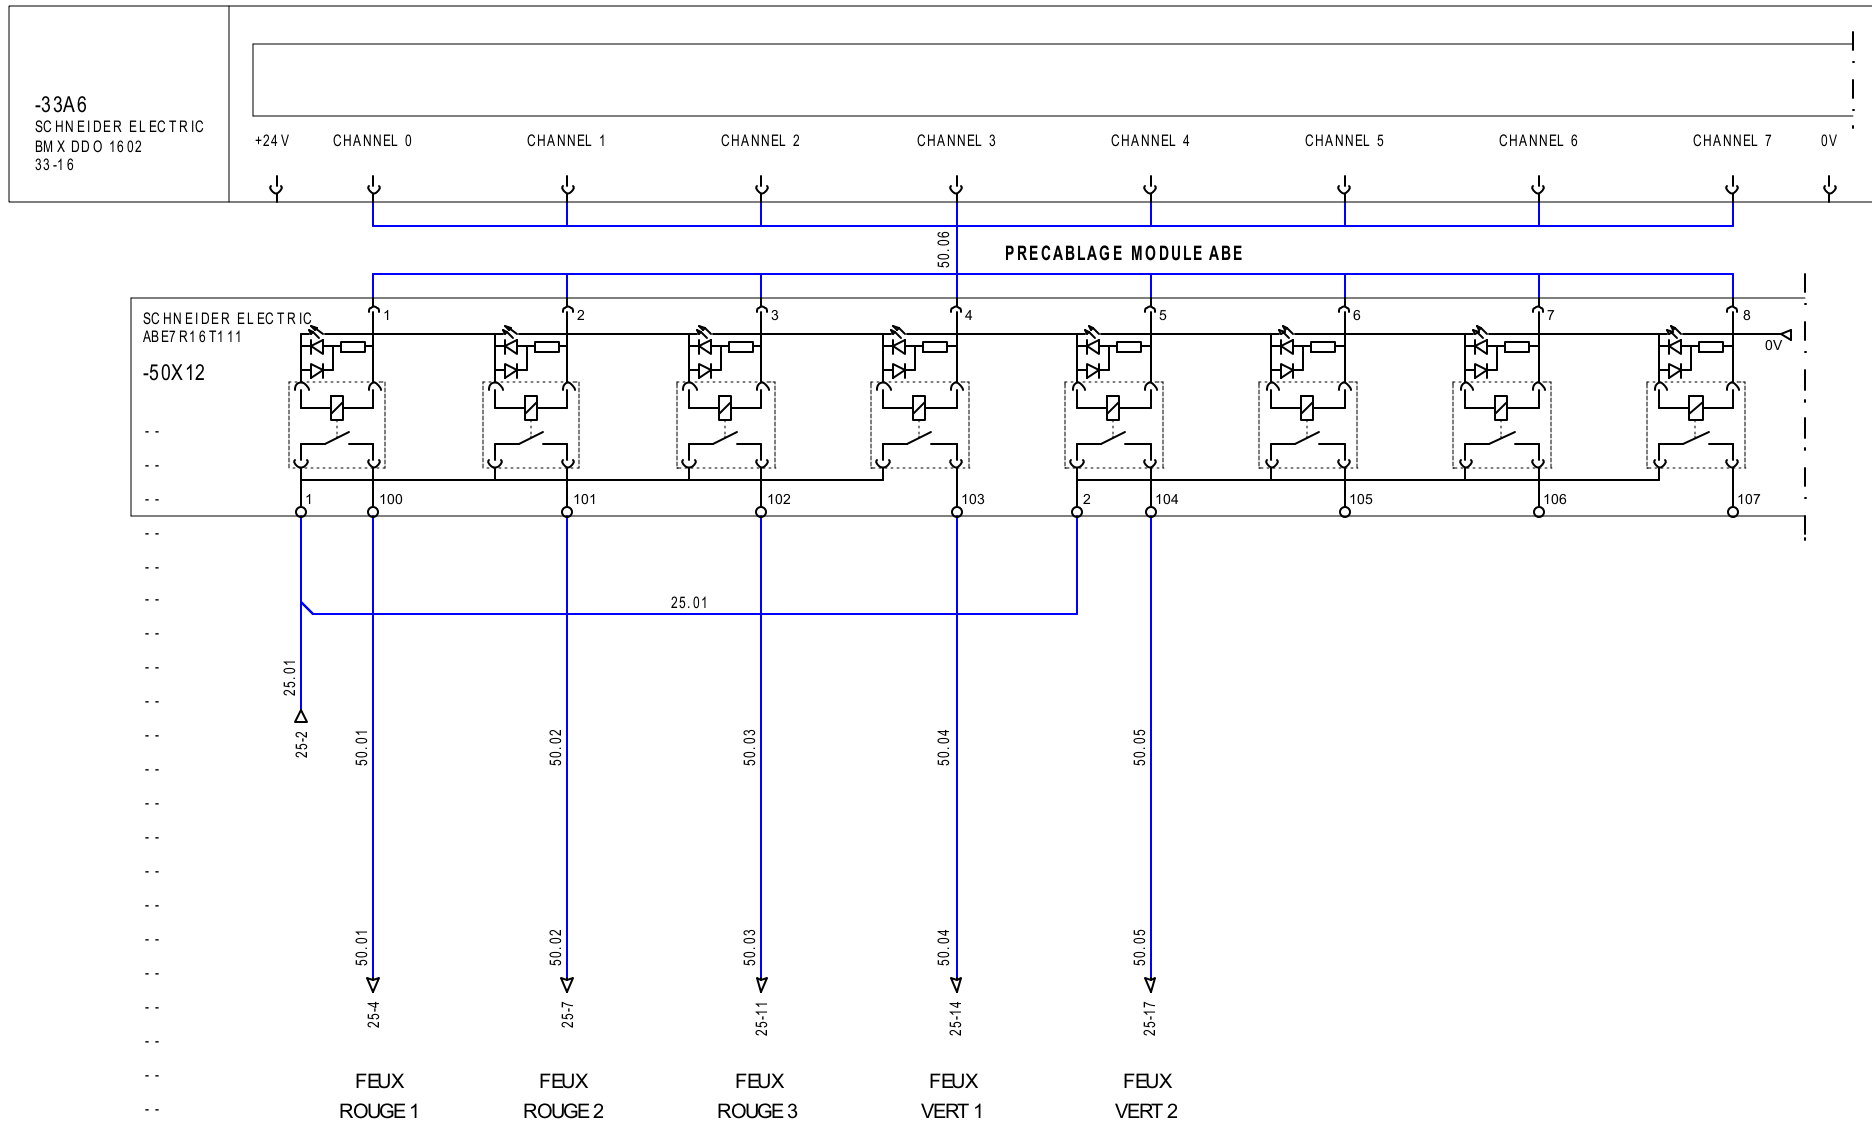 -33A6
SCHNEIDER ELECTRIC
BMX DDO 1602
33-16
+24V CHANNEL 0 CHANNEL 1 CHANNEL 2 CHANNEL 3 CHANNEL 4 CHANNEL 5 CHANNEL 6 CHANNEL 7 0V
50.06
PRECABLAGE MODULE ABE
SCHNEIDER ELECTRIC
ABE7R16T111
-50X12
1 2 3 4 5 6 7 8
0V
1 100 101 102 103 2 104 105 106 107
25.01
25.01
25-2
50.01 50.02 50.03 50.04 50.05
50.01 50.02 50.03 50.04 50.05
25-4 25-7 25-11 25-14 25-17
FEUX FEUX FEUX FEUX FEUX
ROUGE 1 ROUGE 2 ROUGE 3 VERT 1 VERT 2